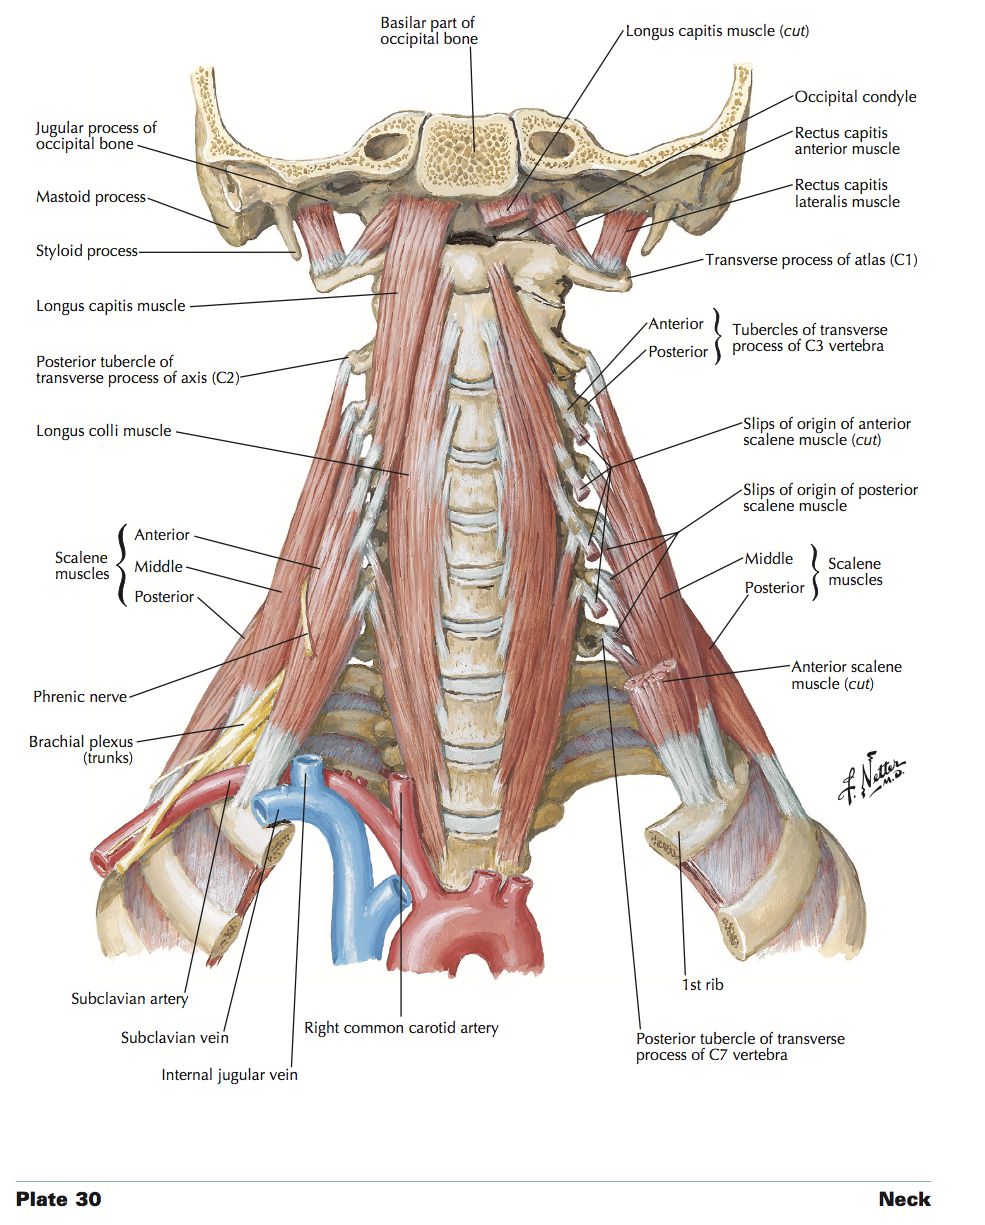 Basilar part of
occipital bone
Longus capitis muscle (cut)
Occipital condyle
Jugular process of
occipital bone
Rectus capitis
anterior muscle
Mastoid process
Rectus capitis
lateralis muscle
Styloid process
Transverse process of atlas (C1)
Longus capitis muscle
Anterior
Posterior
Tubercles of transverse
process of C3 vertebra
Posterior tubercle of
transverse process of axis (C2)
Longus colli muscle
Slips of origin of anterior
scalene muscle (cut)
Slips of origin of posterior
scalene muscle
Scalene
muscles
Anterior
Middle
Posterior
Middle
Posterior
Scalene
muscles
Phrenic nerve
Anterior scalene
muscle (cut)
Brachial plexus
(trunks)
F. Netter
M.D.
Subclavian artery
1st rib
Subclavian vein
Right common carotid artery
Posterior tubercle of transverse
process of C7 vertebra
Internal jugular vein
Plate 30
Neck